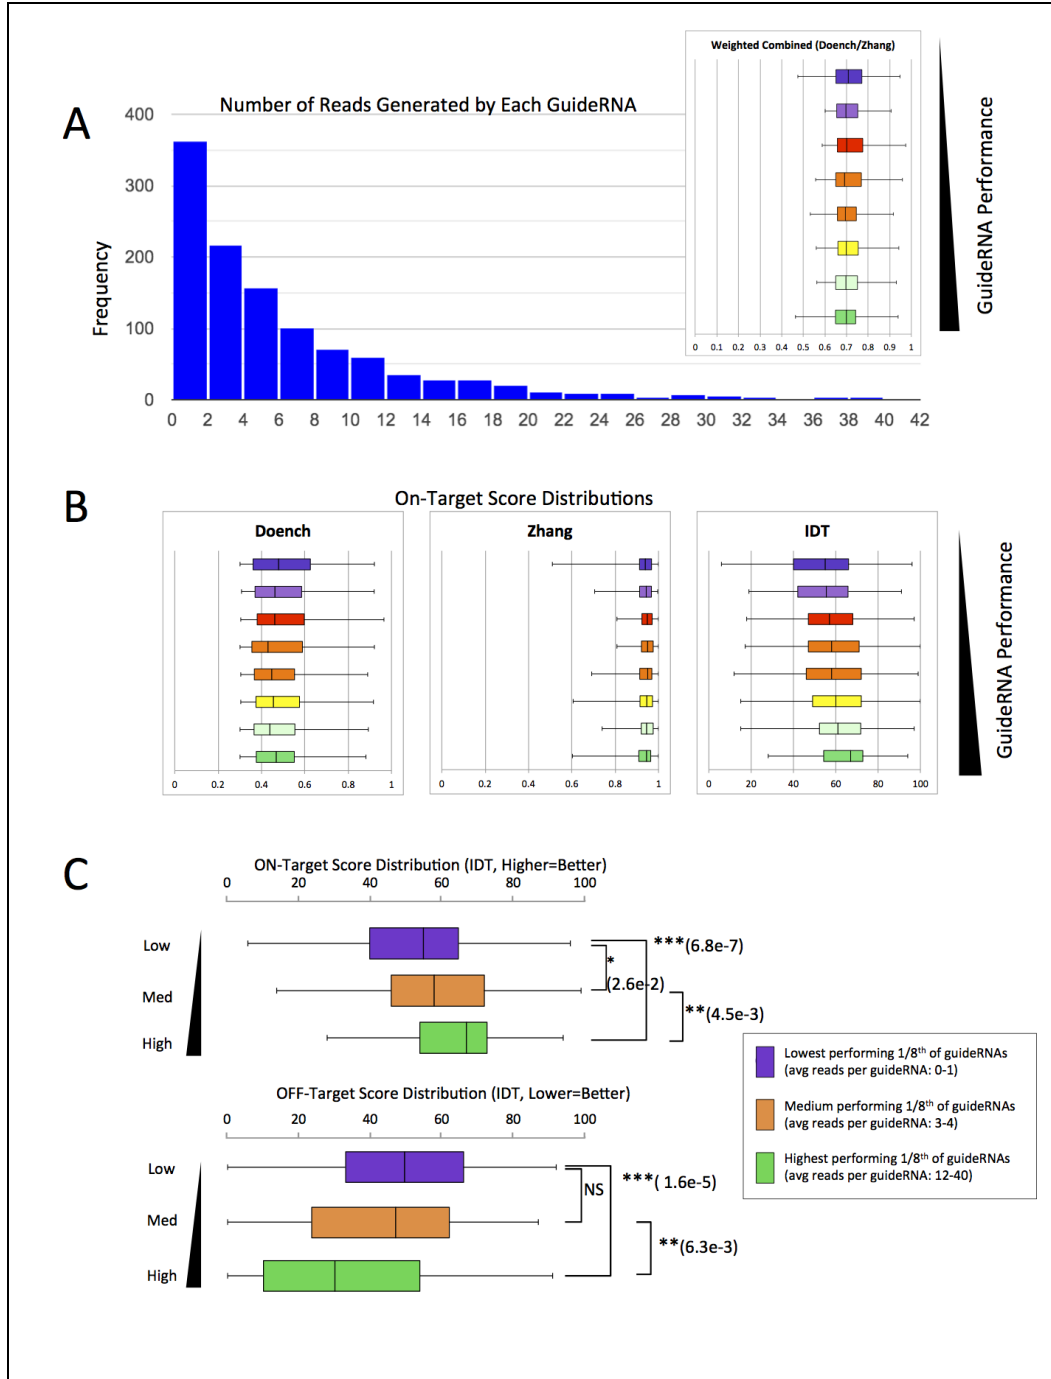 A
Number of Reads Generated by Each GuideRNA
Frequency
400
300
200
100
0
0 2 4 6 8 10 12 14 16 18 20 22 24 26 28 30 32 34 36 38 40 42
Weighted Combined (Doench/Zhang)
0 0.1 0.2 0.3 0.4 0.5 0.6 0.7 0.8 0.9 1
GuideRNA Performance
B
On-Target Score Distributions
Doench
0 0.2 0.4 0.6 0.8 1
Zhang
0 0.2 0.4 0.6 0.8 1
IDT
0 20 40 60 80 100
GuideRNA Performance
C
ON-Target Score Distribution (IDT, Higher=Better)
0 20 40 60 80 100
Low
Med
High
***(6.8e-7)
*
(2.6e-2)
**(4.5e-3)
OFF-Target Score Distribution (IDT, Lower=Better)
0 20 40 60 80 100
Low
Med
High
NS
***( 1.6e-5)
**(6.3e-3)
Lowest performing 1/8th of guideRNAs
(avg reads per guideRNA: 0-1)
Medium performing 1/8th of guideRNAs
(avg reads per guideRNA: 3-4)
Highest performing 1/8th of guideRNAs
(avg reads per guideRNA: 12-40)